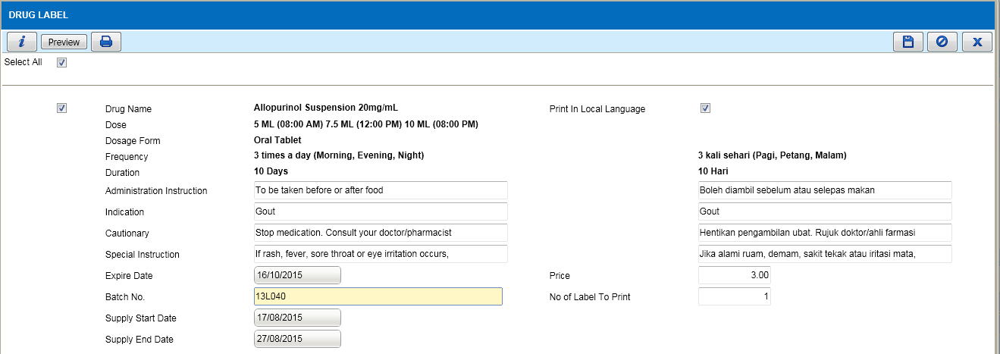 DRUG LABEL
i Preview X
Select All
Drug Name Allopurinol Suspension 20mg/mL Print In Local Language
Dose 5 ML (08:00 AM) 7.5 ML (12:00 PM) 10 ML (08:00 PM)
Dosage Form Oral Tablet
Frequency 3 times a day (Morning, Evening, Night) 3 kali sehari (Pagi, Petang, Malam)
Duration 10 Days 10 Hari
Administration Instruction To be taken before or after food Boleh diambil sebelum atau selepas makan
Indication Gout Gout
Cautionary Stop medication. Consult your doctor/pharmacist Hentikan pengambilan ubat. Rujuk doktor/ahli farmasi
Special Instruction If rash, fever, sore throat or eye irritation occurs, Jika alami ruam, demam, sakit tekak atau iritasi mata,
Expire Date 16/10/2015 Price 3.00
Batch No. 13L040 No of Label To Print 1
Supply Start Date 17/08/2015
Supply End Date 27/08/2015